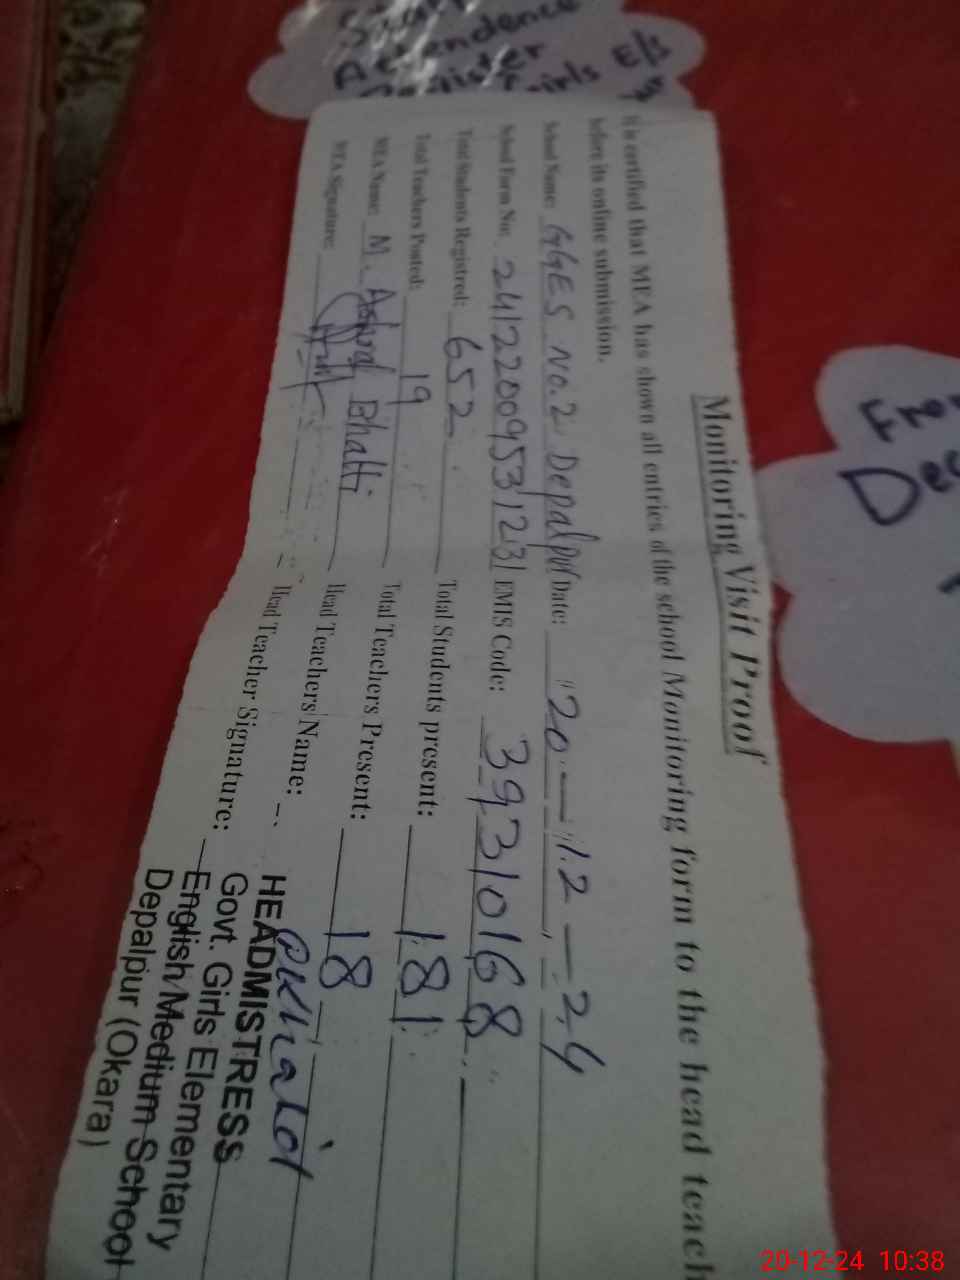 Attendence
Register
Girls E/S
From
Dec
Monitoring Visit Proof
It is certified that MEA has shown all entries of the school Monitoring form to the head teach
before its online submission.
School Name: GGES No.2 Depalpur Date: 20-12-24
School Form No: 241220095331231 EMIS Code: 39310168
Total Students Registred: 652 Total Students present: 181
Total Teachers Posted: 19 Total Teachers Present: 18
MEA Name: M. Ashraf Bhatti Head Teachers Name:
MEA Signature: Head Teacher Signature:
HEADMISTRESS
Govt. Girls Elementary
English Medium School
Depalpur (Okara)
20-12-24 10:38